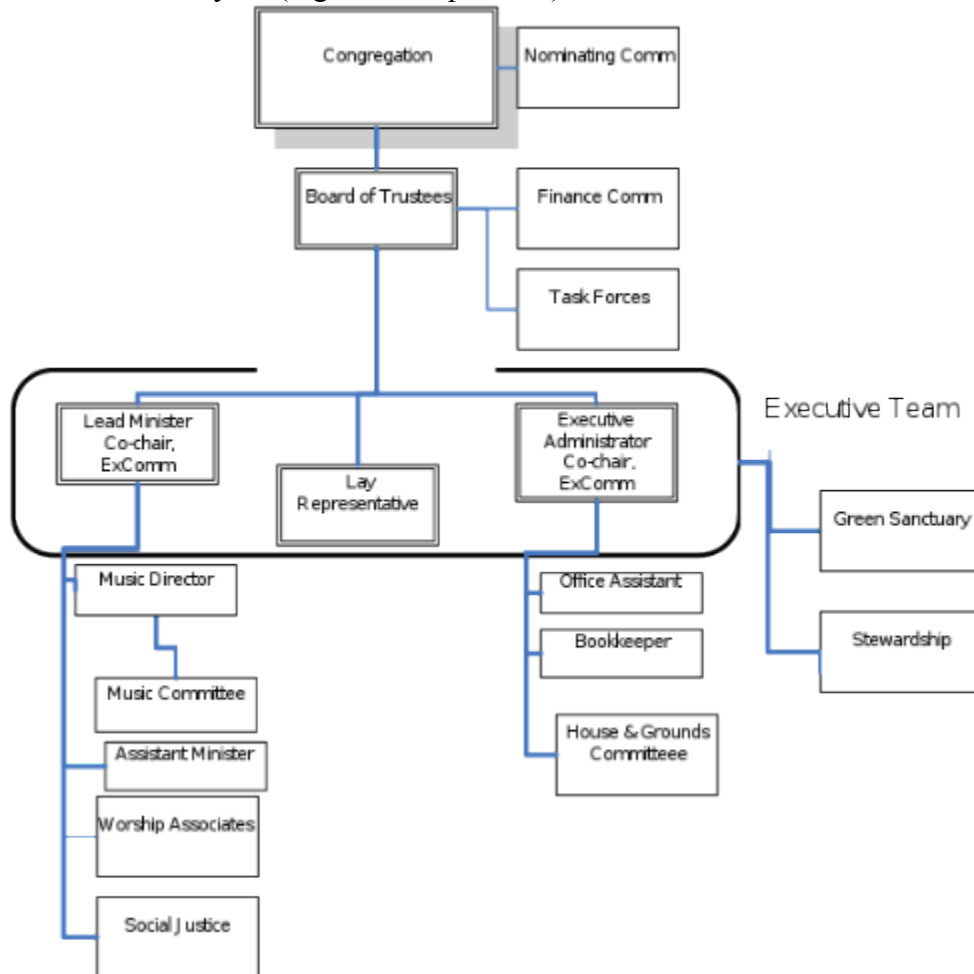 Congregation
Nominating Comm
Board of Trustees
Finance Comm
Task Forces
Executive Team
Lead Minister
Co-chair,
ExComm
Lay
Representative
Executive
Administrator
Co-chair,
ExComm
Green Sanctuary
Stewardship
Music Director
Music Committee
Assistant Minister
Worship Associates
Social Justice
Office Assistant
Bookkeeper
House & Grounds
Committeee